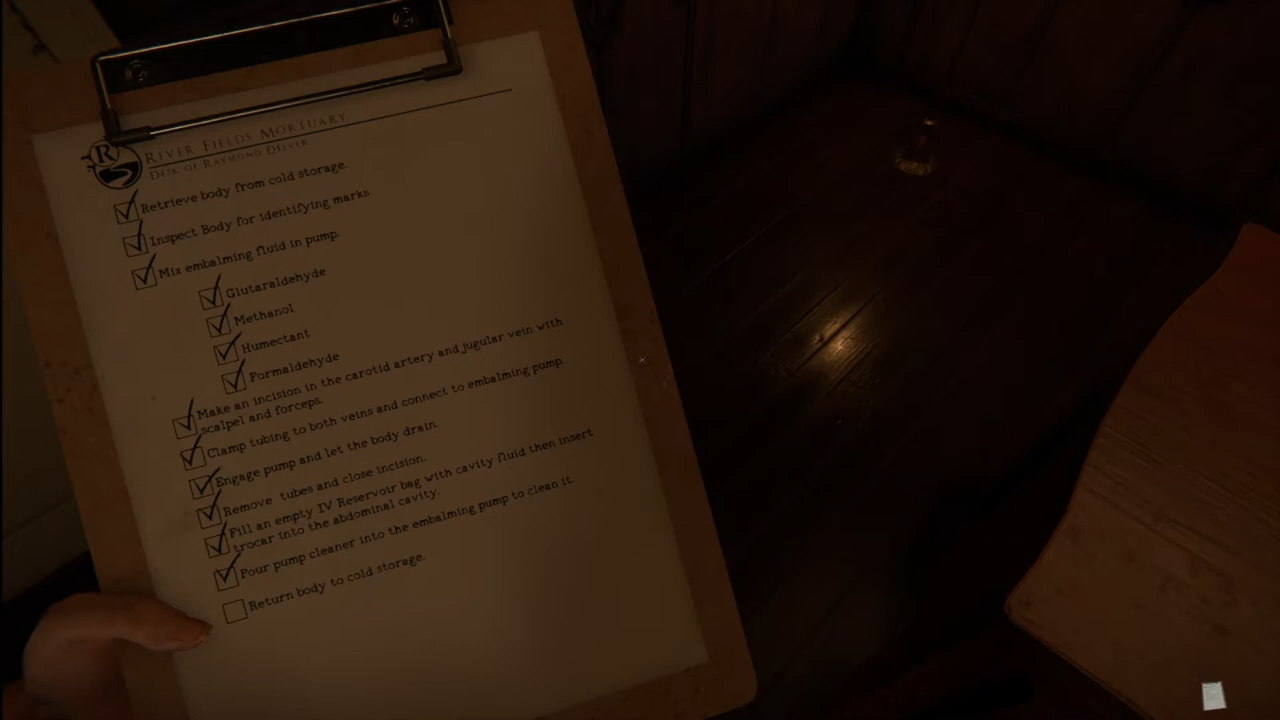 R
RIVER FIELDS MORTUARY
DESK OF RAYMOND DELVER
Retrieve body from cold storage.
Inspect Body for identifying marks
Mix embalming fluid in pump.
Glutaraldehyde
Methanol
Humectant
Formaldehyde
Make an incision in the carotid artery and jugular vein with
scalpel and forceps.
Clamp tubing to both veins and connect to embalming pump.
Engage pump and let the body drain.
Remove tubes and close incision.
Fill an empty IV Reservoir bag with cavity fluid then insert
trocar into the abdominal cavity.
Pour pump cleaner into the embalming pump to clean it.
Return body to cold storage.